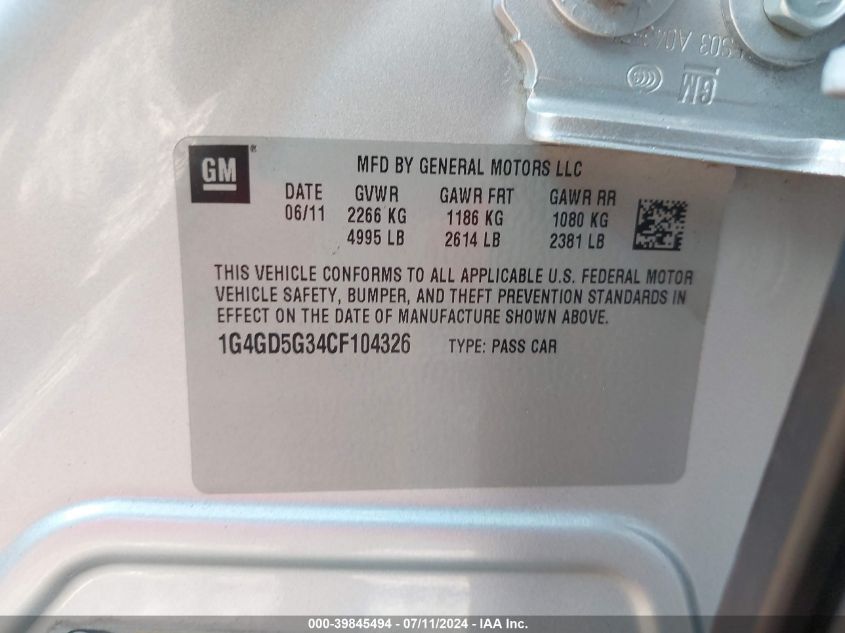 GM
GM
MFD BY GENERAL MOTORS LLC
DATE GVWR GAWR FRT GAWR RR
06/11 2266 KG 1186 KG 1080 KG
4995 LB 2614 LB 2381 LB
THIS VEHICLE CONFORMS TO ALL APPLICABLE U.S. FEDERAL MOTOR
VEHICLE SAFETY, BUMPER, AND THEFT PREVENTION STANDARDS IN
EFFECT ON THE DATE OF MANUFACTURE SHOWN ABOVE.
1G4GD5G34CF104326 TYPE: PASS CAR
000-39845494 - 07/11/2024 - IAA Inc.